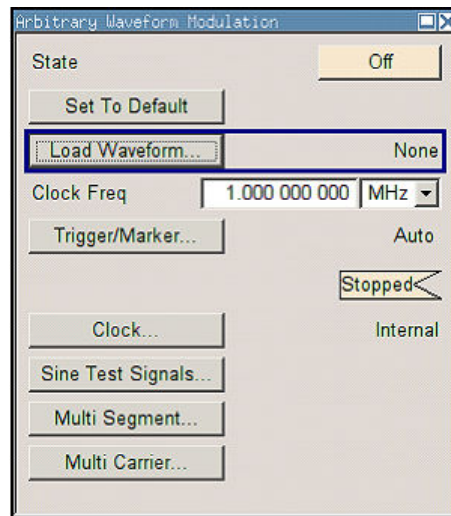 Arbitrary Waveform Modulation
State Off
Set To Default
Load Waveform... None
Clock Freq 1.000 000 000 MHz
Trigger/Marker... Auto
Stopped
Clock... Internal
Sine Test Signals...
Multi Segment...
Multi Carrier...